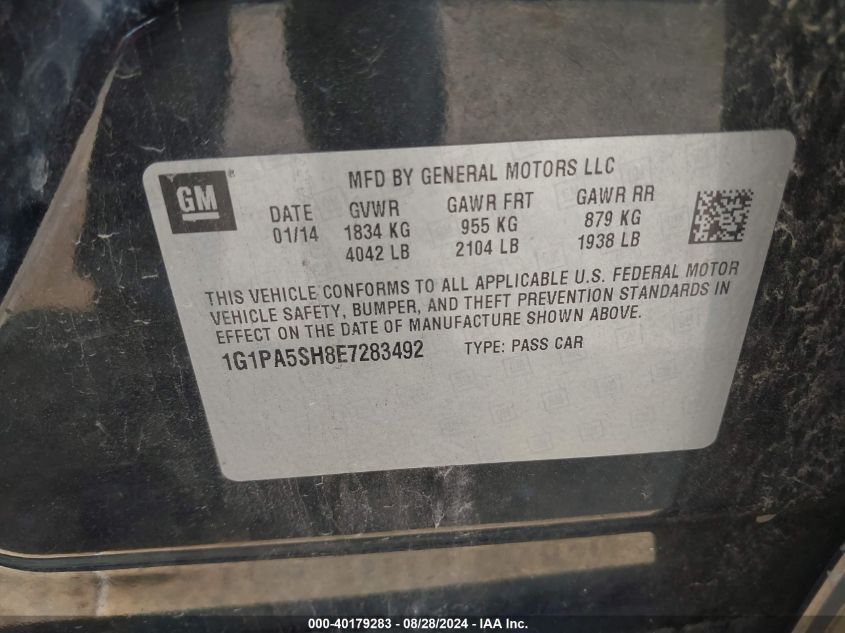 GM
MFD BY GENERAL MOTORS LLC
DATE GVWR GAWR FRT GAWR RR
01/14 1834 KG 955 KG 879 KG
4042 LB 2104 LB 1938 LB
THIS VEHICLE CONFORMS TO ALL APPLICABLE U.S. FEDERAL MOTOR
VEHICLE SAFETY, BUMPER, AND THEFT PREVENTION STANDARDS IN
EFFECT ON THE DATE OF MANUFACTURE SHOWN ABOVE.
1G1PA5SH8E7283492 TYPE: PASS CAR
000-40179283 - 08/28/2024 - IAA Inc.